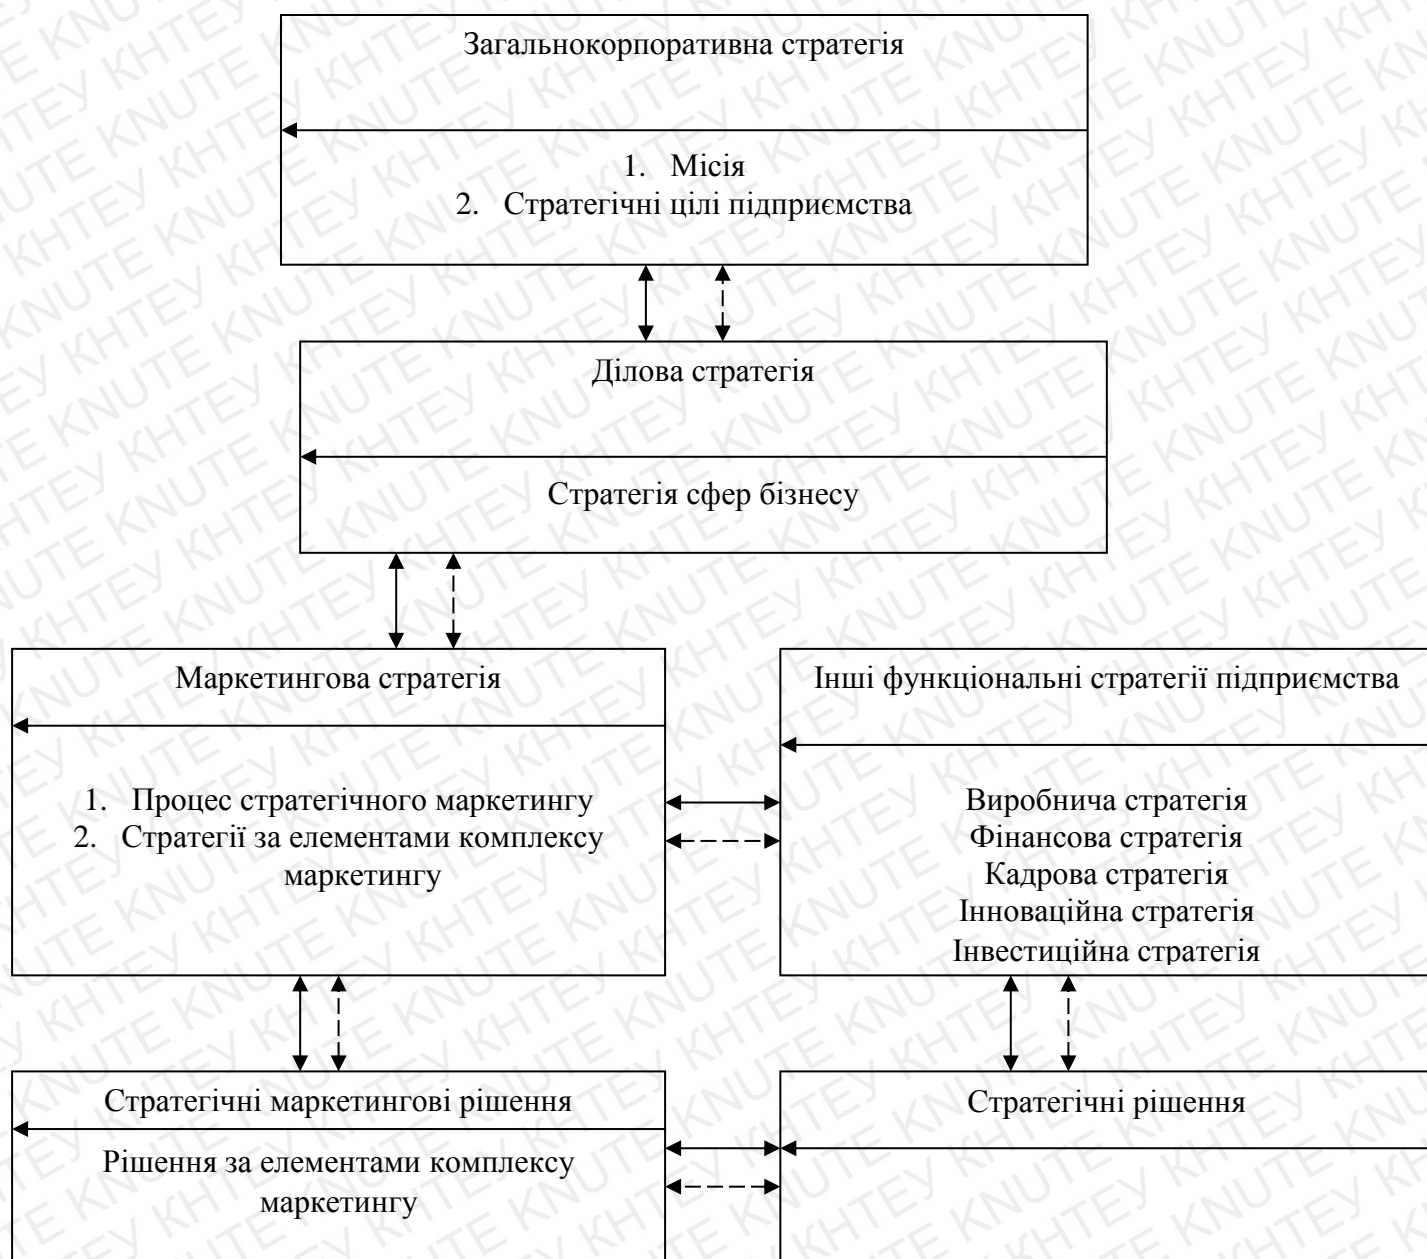 Загальнокорпоративна стратегія
1. Місія
2. Стратегічні цілі підприємства
Ділова стратегія
Стратегія сфер бізнесу
Маркетингова стратегія
1. Процес стратегічного маркетингу
2. Стратегії за елементами комплексу
маркетингу
Інші функціональні стратегії підприємства
Виробнича стратегія
Фінансова стратегія
Кадрова стратегія
Інноваційна стратегія
Інвестиційна стратегія
Стратегічні маркетингові рішення
Рішення за елементами комплексу
маркетингу
Стратегічні рішення
KNUTE КНТЕУ